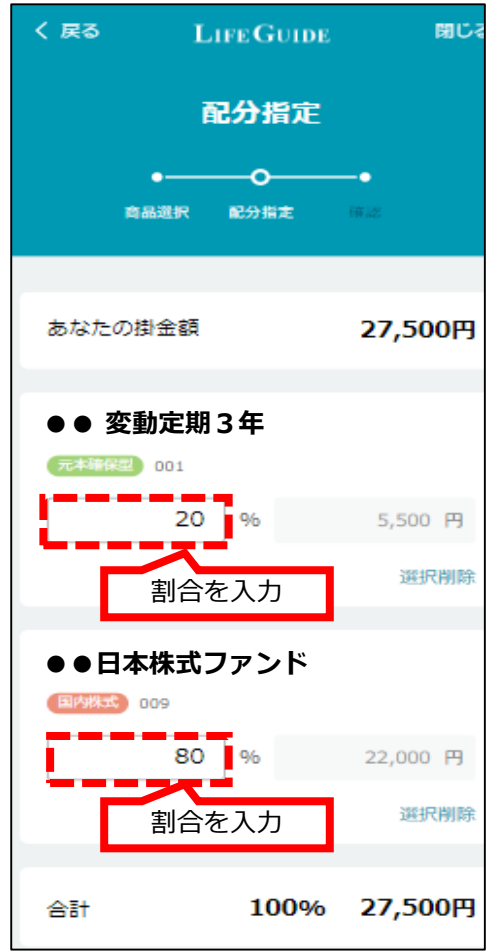 く 戻る LIFEGUIDE 閉じる
配分指定
商品選択 配分指定 確認
あなたの掛金額 27,500円
●● 変動定期３年
元本確保型 001
20 % 5,500 円
割合を入力
選択削除
●●日本株式ファンド
国内株式 009
80 % 22,000 円
割合を入力
選択削除
合計 100% 27,500円